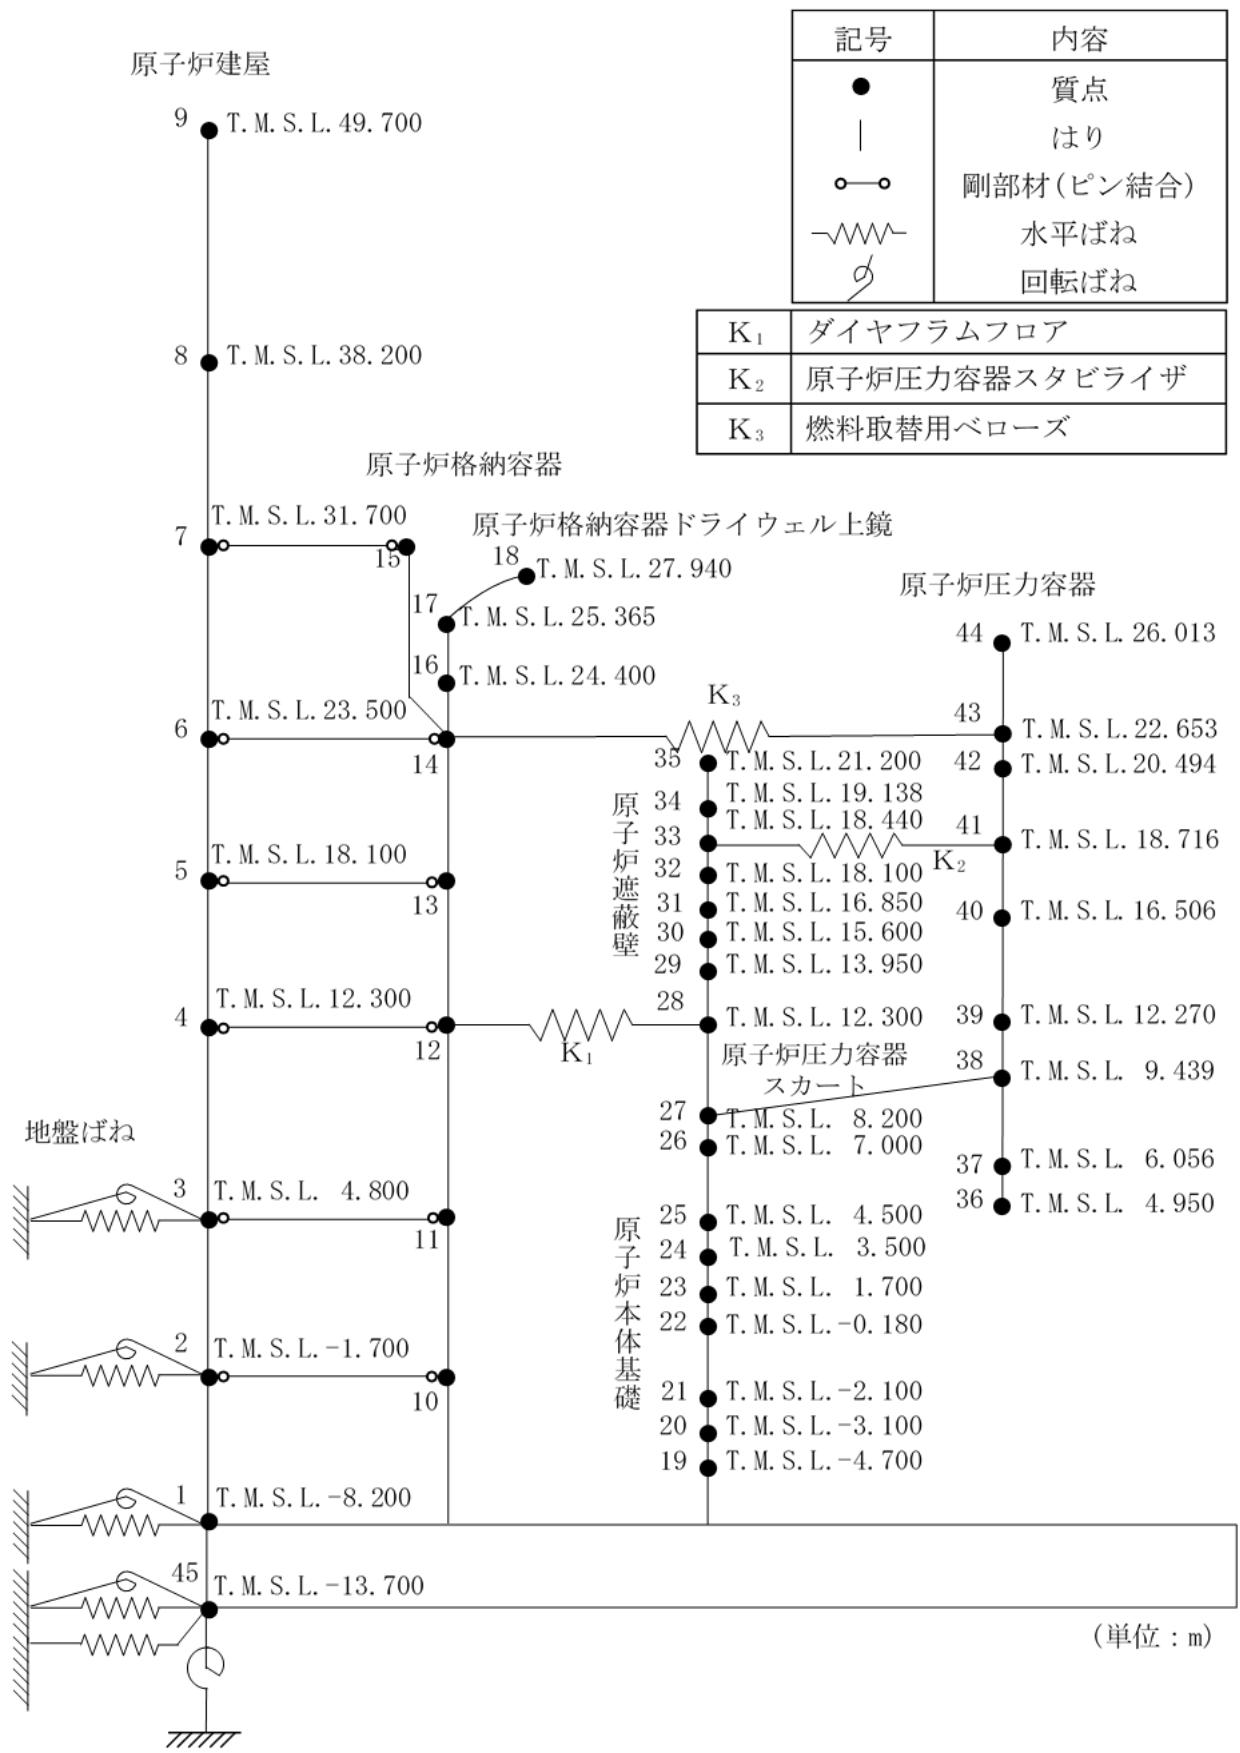 記号 内容
質点
はり
剛部材(ピン結合)
水平ばね
回転ばね
K₁ ダイヤフラムフロア
K₂ 原子炉圧力容器スタビライザ
K₃ 燃料取替用ベローズ
原子炉建屋
9 T.M.S.L.49.700
8 T.M.S.L.38.200
原子炉格納容器
7 T.M.S.L.31.700 15
原子炉格納容器ドライウェル上鏡
18 T.M.S.L.27.940
17 T.M.S.L.25.365
16 T.M.S.L.24.400
6 T.M.S.L.23.500
14
K₃
5 T.M.S.L.18.100
13
4 T.M.S.L.12.300
12
K₁
地盤ばね
3 T.M.S.L. 4.800
11
2 T.M.S.L.-1.700
10
1 T.M.S.L.-8.200
45 T.M.S.L.-13.700
35 T.M.S.L.21.200
34 T.M.S.L.19.138
33 T.M.S.L.18.440
32 T.M.S.L.18.100
31 T.M.S.L.16.850
30 T.M.S.L.15.600
29 T.M.S.L.13.950
28 T.M.S.L.12.300
原子炉遮蔽壁
K₂
原子炉圧力容器
スカート
27 T.M.S.L. 8.200
26 T.M.S.L. 7.000
25 T.M.S.L. 4.500
24 T.M.S.L. 3.500
23 T.M.S.L. 1.700
22 T.M.S.L.-0.180
21 T.M.S.L.-2.100
20 T.M.S.L.-3.100
19 T.M.S.L.-4.700
原子炉本体基礎
原子炉圧力容器
44 T.M.S.L.26.013
43 T.M.S.L.22.653
42 T.M.S.L.20.494
41 T.M.S.L.18.716
40 T.M.S.L.16.506
39 T.M.S.L.12.270
38 T.M.S.L. 9.439
37 T.M.S.L. 6.056
36 T.M.S.L. 4.950
(単位:m)